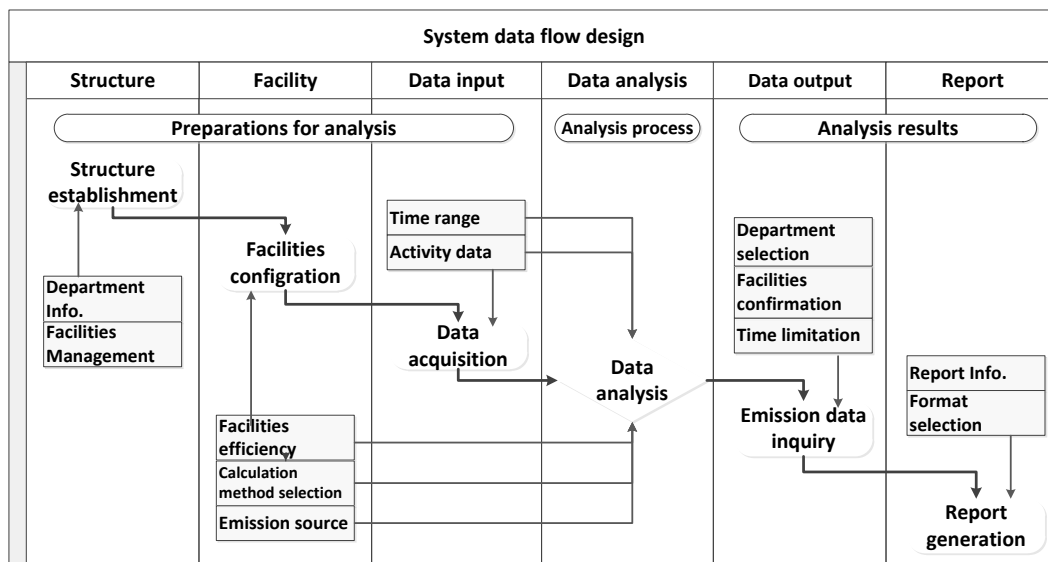 System data flow design
Structure
Facility
Data input
Data analysis
Data output
Report
Preparations for analysis
Analysis process
Analysis results
Structure
establishment
Department
Info.
Facilities
Management
Facilities
configration
Facilities
efficiency
Calculation
method selection
Emission source
Time range
Activity data
Data
acquisition
Data
analysis
Department
selection
Facilities
confirmation
Time limitation
Emission data
inquiry
Report Info.
Format
selection
Report
generation